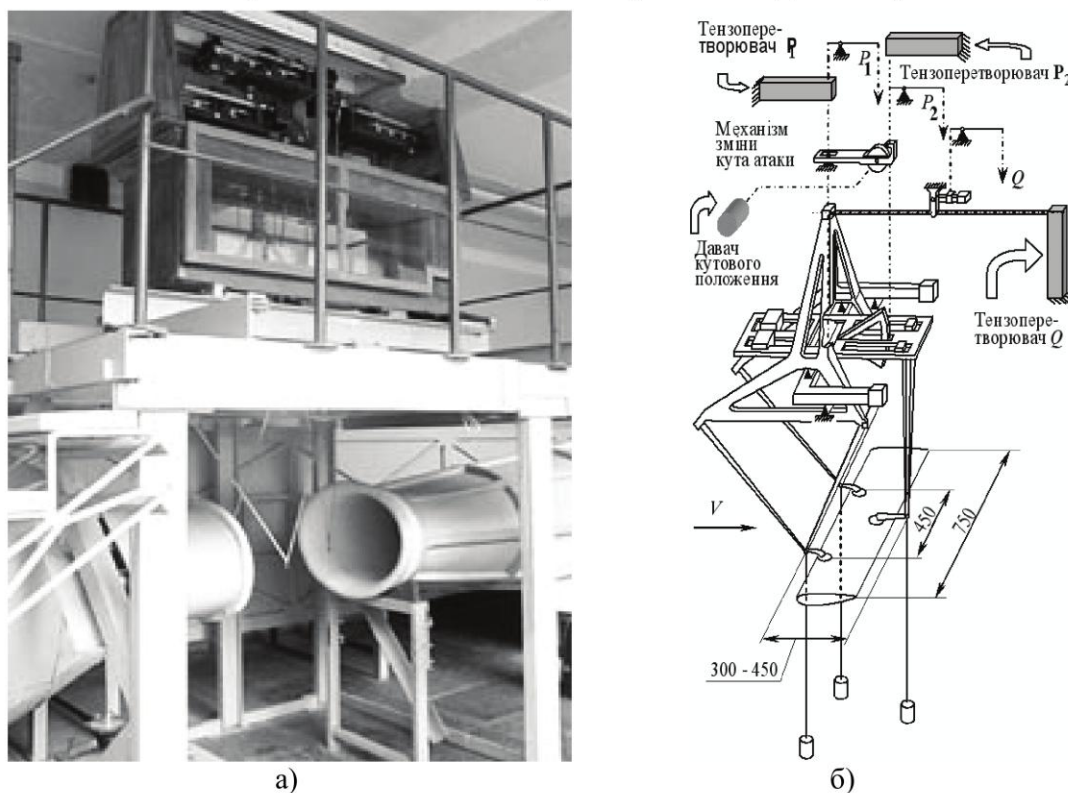 Тензопере-
творювач P₁
P₁
Тензоперетворювач P₂
P₂
Механізм
зміни
кута атаки
Q
Давач
кутового
положення
Тензопере-
творювач Q
V
450
750
300 - 450
а)
б)